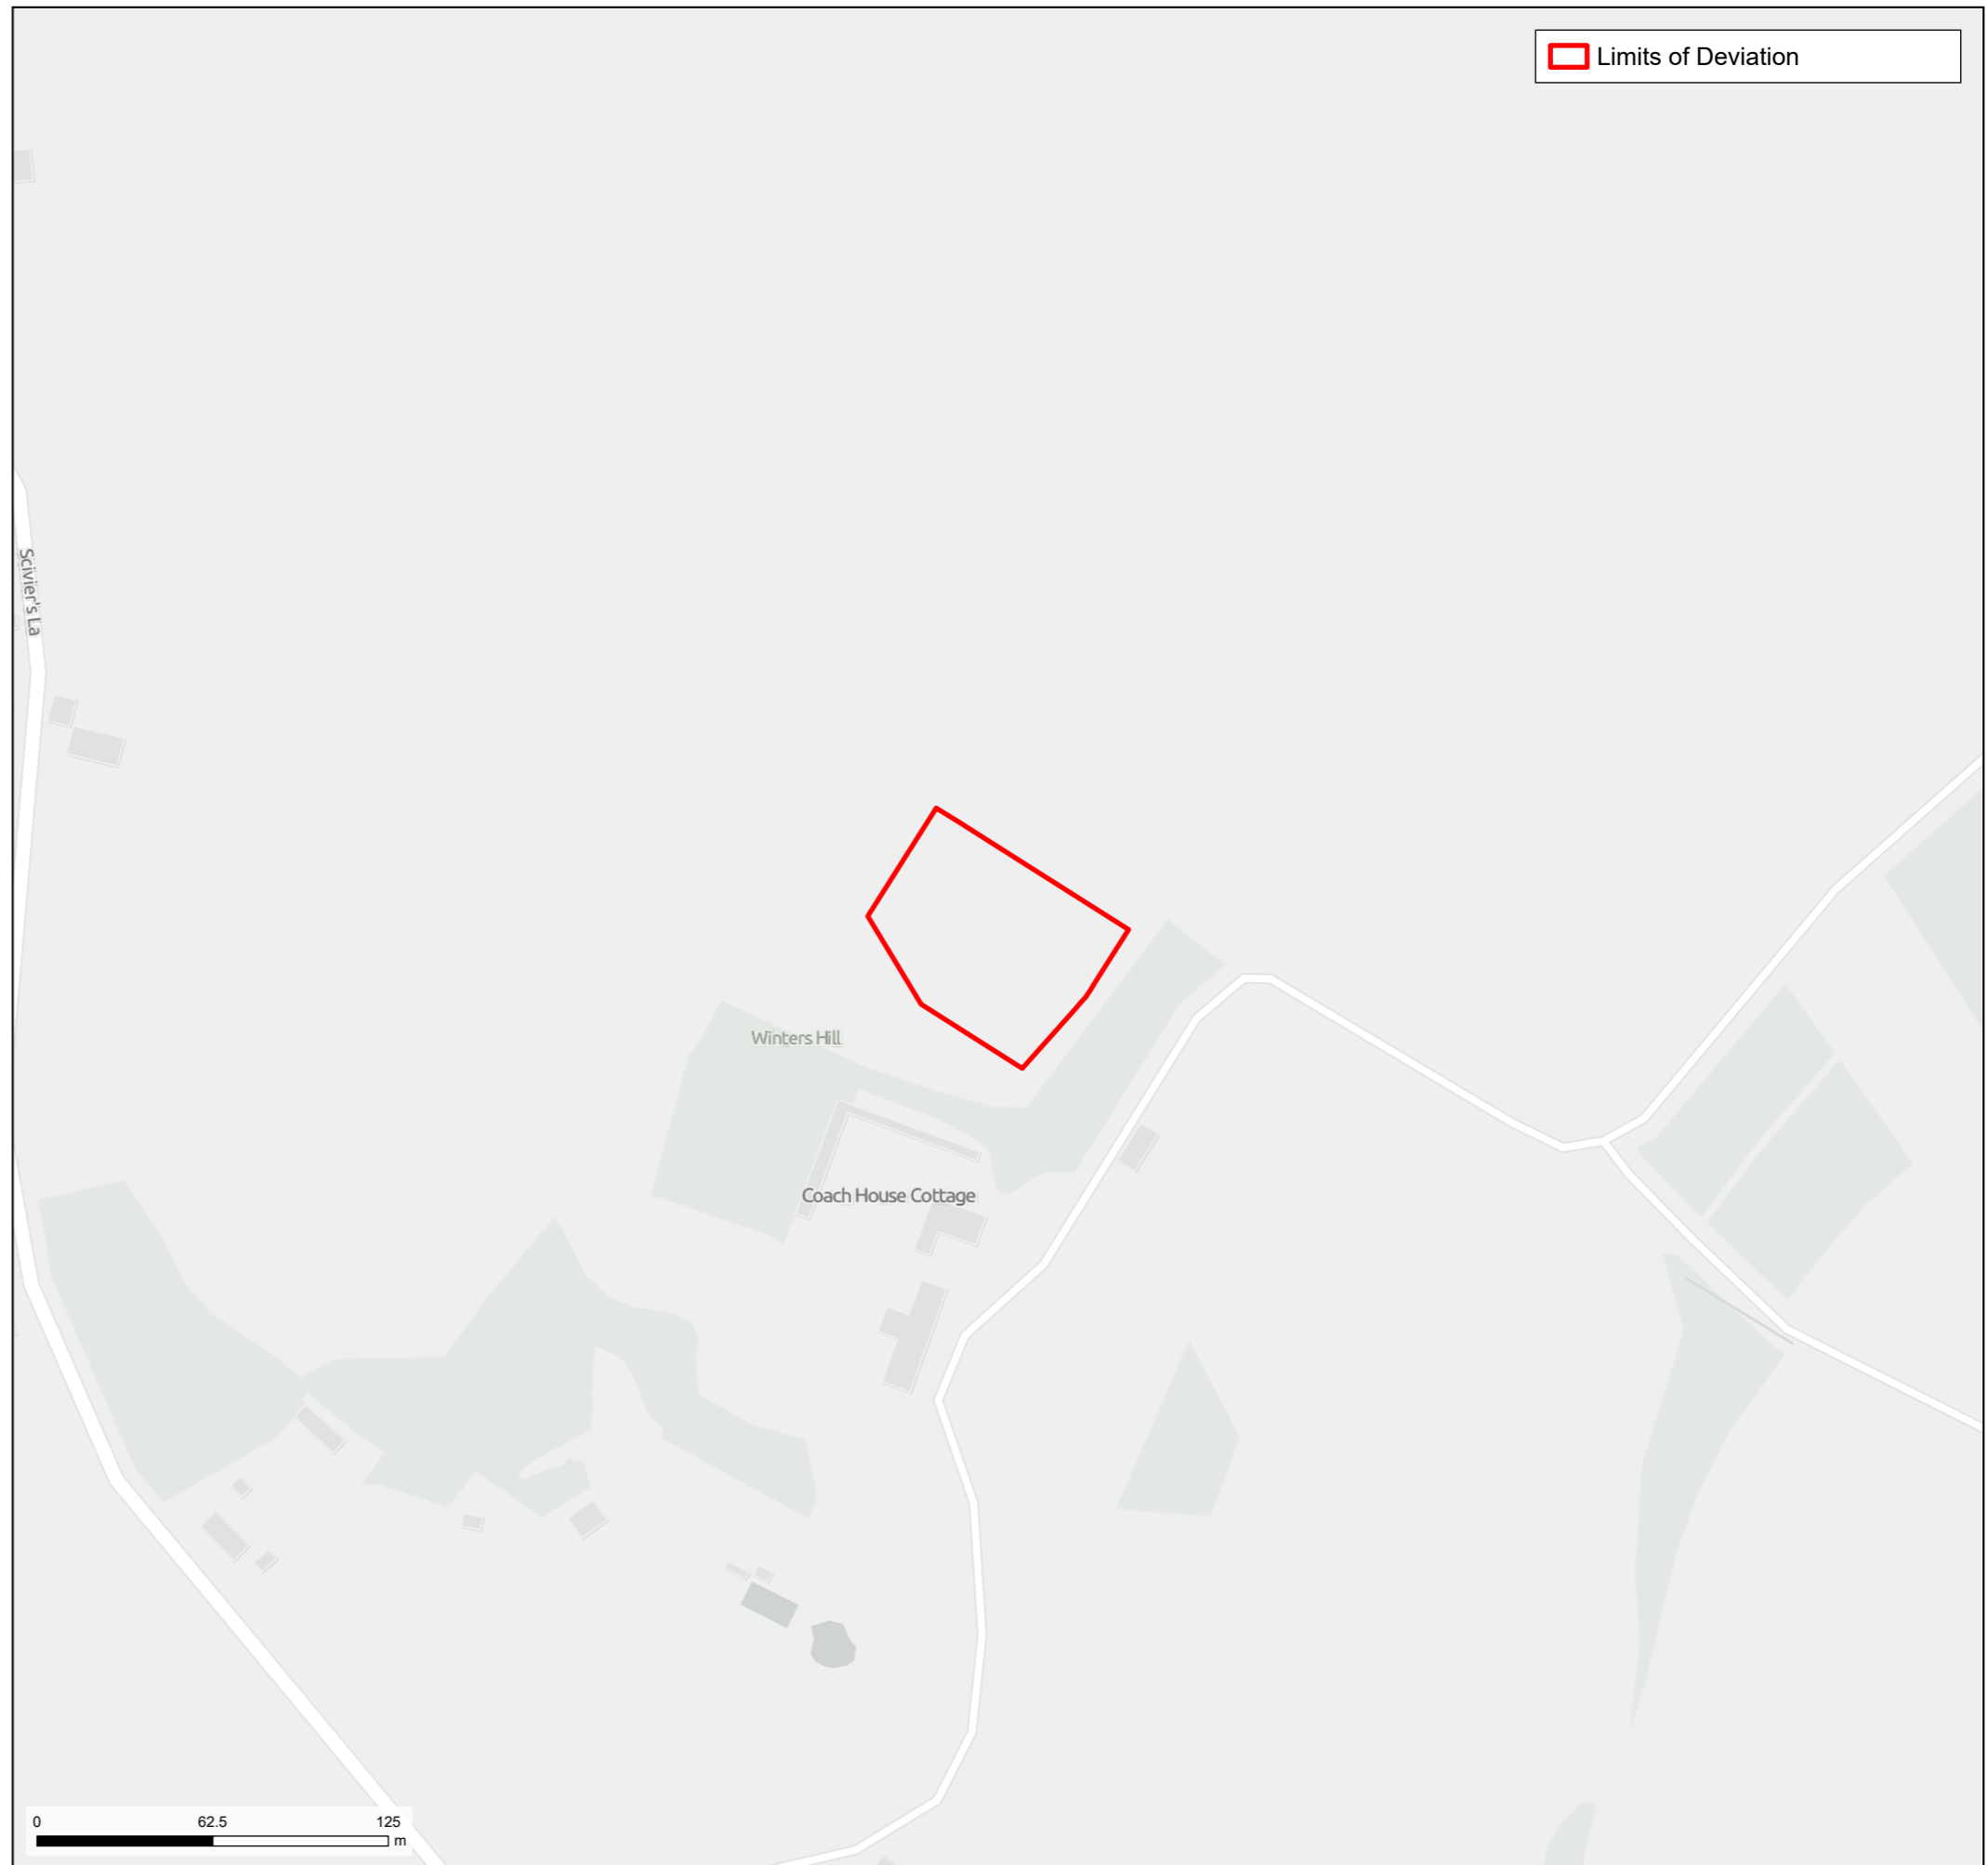 Limits of Deviation
Scivier's La
Winters Hill
Coach House Cottage
0 62.5 125
m